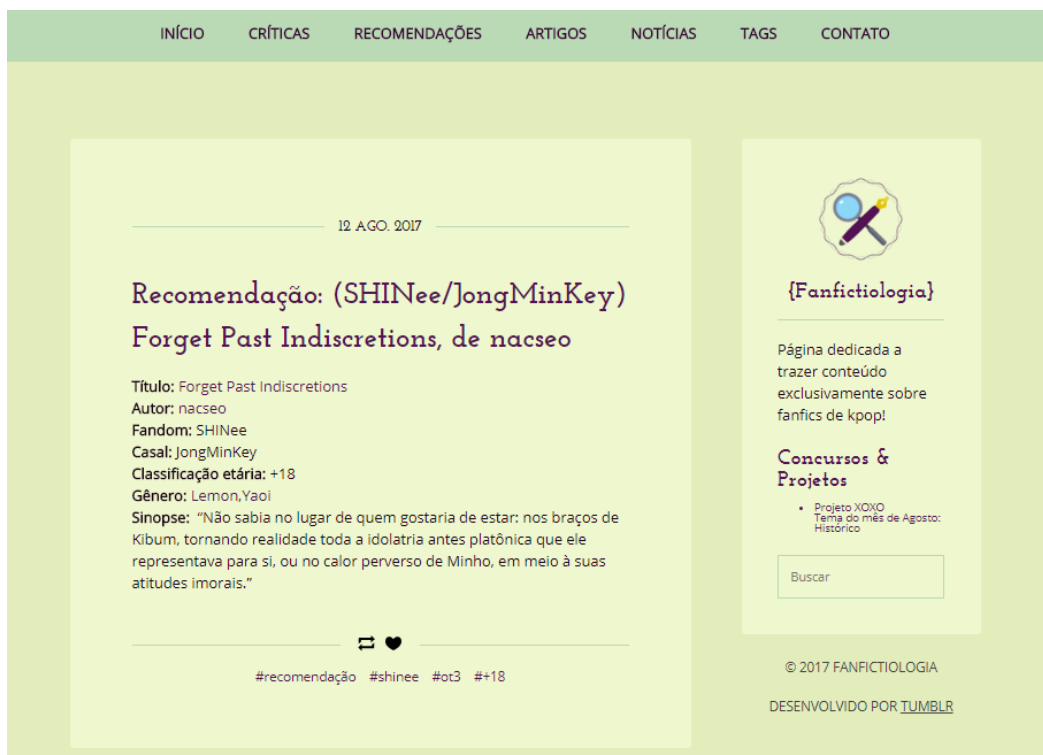 INÍCIO CRÍTICAS RECOMENDAÇÕES ARTIGOS NOTÍCIAS TAGS CONTATO
12 AGO. 2017
Recomendação: (SHINee/JongMinKey)
Forget Past Indiscretions, de nacseo
Título: Forget Past Indiscretions
Autor: nacseo
Fandom: SHINee
Casal: JongMinKey
Classificação etária: +18
Gênero: Lemon,Yaoi
Sinopse: “Não sabia no lugar de quem gostaria de estar: nos braços de
Kibum, tornando realidade toda a idolatria antes platônica que ele
representava para si, ou no calor perverso de Minho, em meio à suas
atitudes imorais.”
#recomendação #shinee #ot3 #+18
{Fanfictiologia}
Página dedicada a
trazer conteúdo
exclusivamente sobre
fanfics de kpop!
Concursos &
Projetos
Projeto XOXO
Tema do mês de Agosto:
Histórico
Buscar
© 2017 FANFICTIOLOGIA
DESENVOLVIDO POR TUMBLR